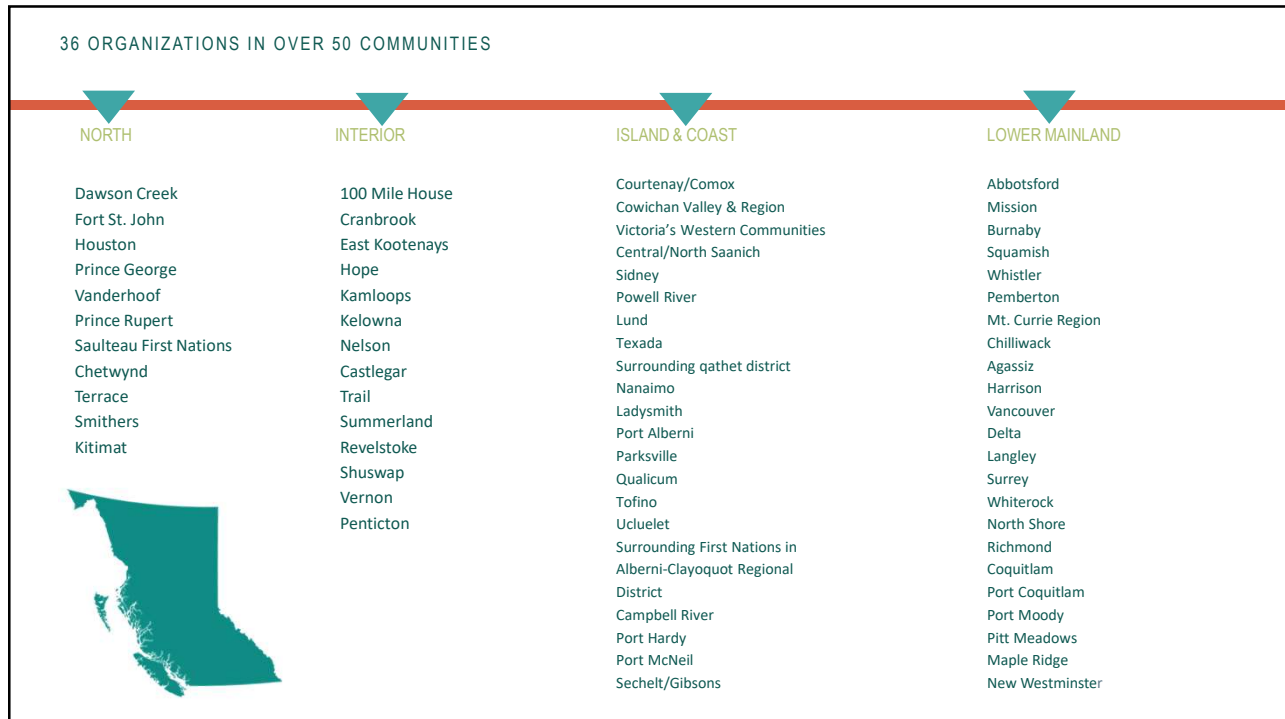 36 ORGANIZATIONS IN OVER 50 COMMUNITIES
NORTH
Dawson Creek
Fort St. John
Houston
Prince George
Vanderhoof
Prince Rupert
Saulteau First Nations
Chetwynd
Terrace
Smithers
Kitimat
INTERIOR
100 Mile House
Cranbrook
East Kootenays
Hope
Kamloops
Kelowna
Nelson
Castlegar
Trail
Summerland
Revelstoke
Shuswap
Vernon
Penticton
ISLAND & COAST
Courtenay/Comox
Cowichan Valley & Region
Victoria's Western Communities
Central/North Saanich
Sidney
Powell River
Lund
Texada
Surrounding qathet district
Nanaimo
Ladysmith
Port Alberni
Parksville
Qualicum
Tofino
Ucluelet
Surrounding First Nations in
Alberni-Clayoquot Regional
District
Campbell River
Port Hardy
Port McNeil
Sechelt/Gibsons
LOWER MAINLAND
Abbotsford
Mission
Burnaby
Squamish
Whistler
Pemberton
Mt. Currie Region
Chilliwack
Agassiz
Harrison
Vancouver
Delta
Langley
Surrey
Whiterock
North Shore
Richmond
Coquitlam
Port Coquitlam
Port Moody
Pitt Meadows
Maple Ridge
New Westminster